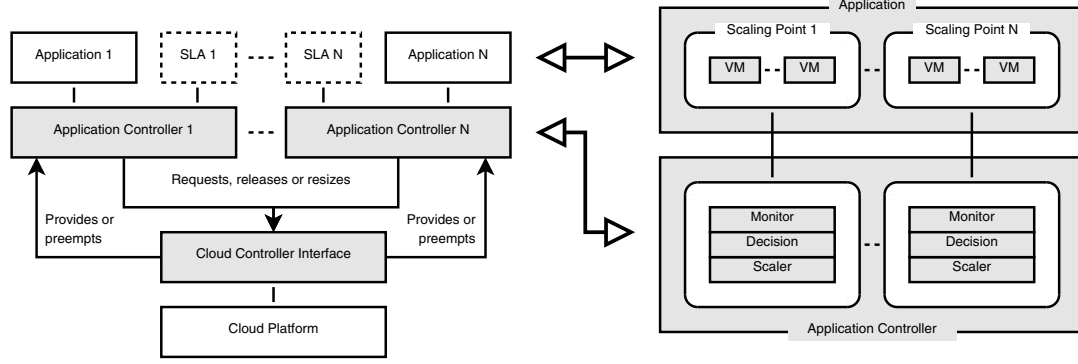 Application 1
SLA 1
SLA N
Application N
Application Controller 1
Application Controller N
Requests, releases or resizes
Provides or
preempts
Provides or
preempts
Cloud Controller Interface
Cloud Platform
Application
Scaling Point 1
Scaling Point N
VM
VM
VM
VM
Monitor
Decision
Scaler
Monitor
Decision
Scaler
Application Controller